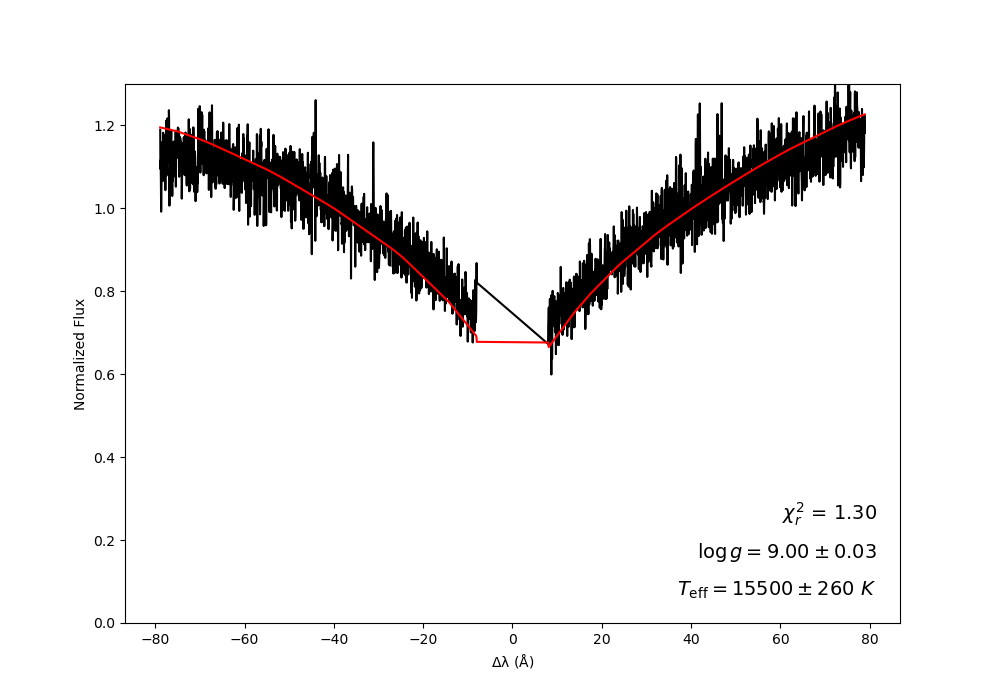 1.2
1.0
0.8
0.6
0.4
0.2
0.0
Normalized Flux
χ²ᵣ = 1.30
log g = 9.00 ± 0.03
T_eff = 15500 ± 260 K
−80 −60 −40 −20 0 20 40 60 80
Δλ (Å)